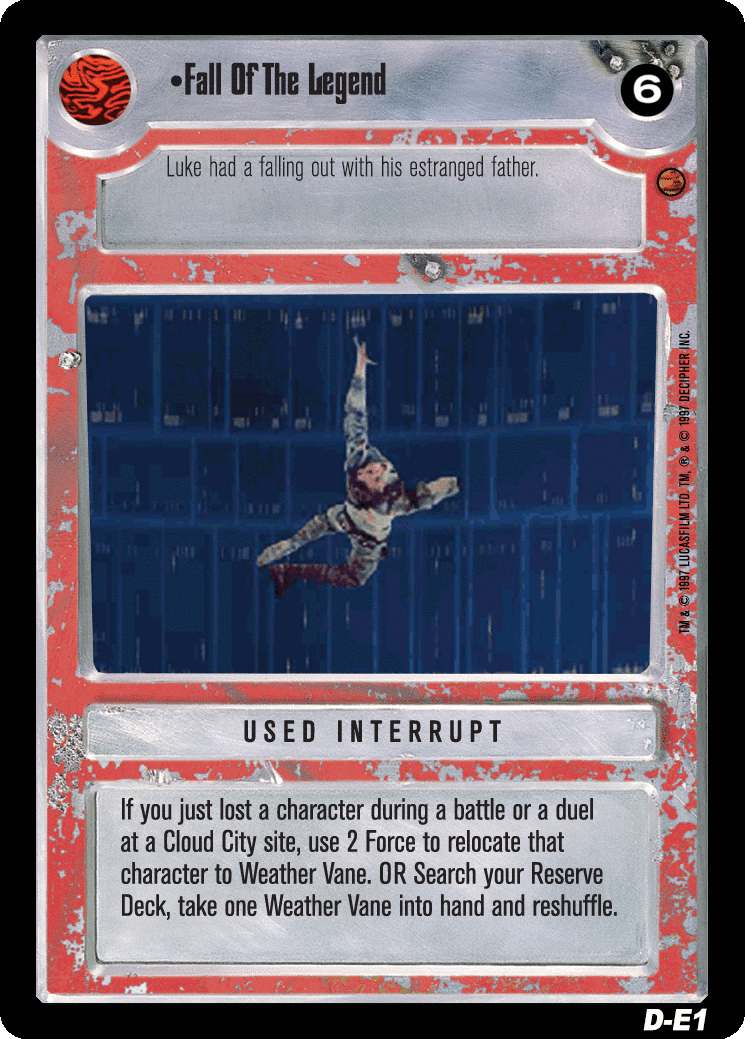 •Fall Of The Legend
6
Luke had a falling out with his estranged father.
TM & © 1997 LUCASFILM LTD. TM, ® & © 1997 DECIPHER INC.
USED INTERRUPT
If you just lost a character during a battle or a duel
at a Cloud City site, use 2 Force to relocate that
character to Weather Vane. OR Search your Reserve
Deck, take one Weather Vane into hand and reshuffle.
D-E1